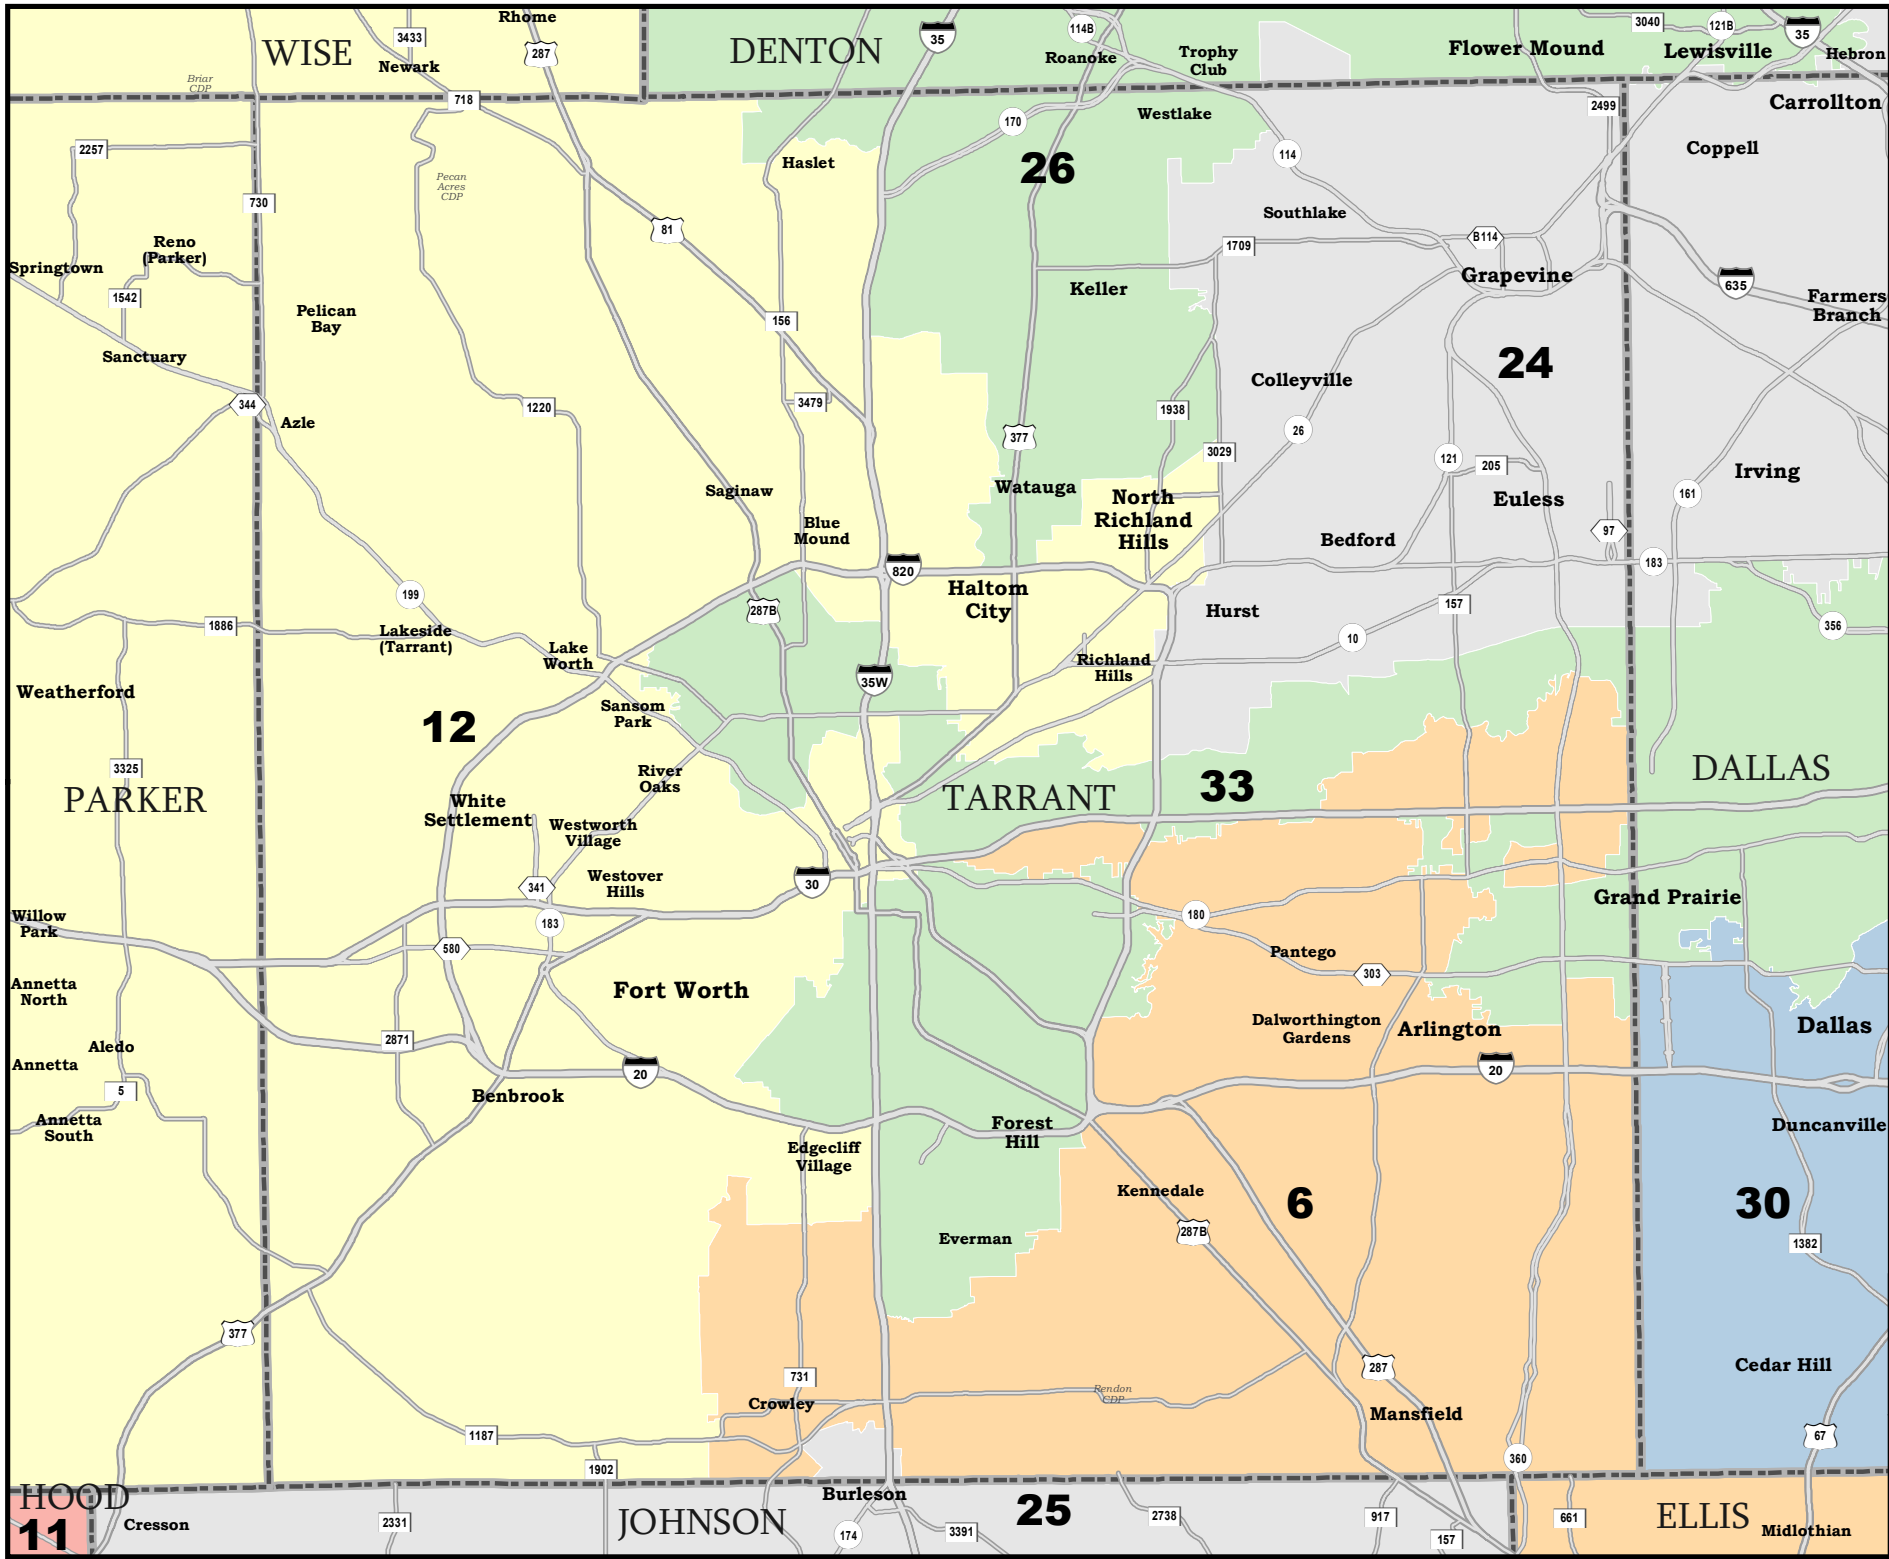 Rhome
3433
287
WISE
Newark
Briar
CDP
718
DENTON
35
114B
Roanoke
Trophy
Club
Flower Mound
3040
121B
35
Lewisville
Hebron
Carrollton
2499
Westlake
170
26
114
Coppell
2257
Haslet
Pecan
Acres
CDP
730
81
Southlake
1709
B114
Reno
(Parker)
Springtown
1542
Grapevine
635
Keller
Farmers
Branch
Pelican
Bay
156
Sanctuary
24
Colleyville
344
Azle
1220
3479
1938
377
26
3029
121
205
Irving
Saginaw
Watauga
North
Richland
Hills
Euless
161
Blue
Mound
Bedford
97
183
820
Haltom
City
199
287B
Hurst
157
356
1886
Lakeside
(Tarrant)
Lake
Worth
10
Richland
Hills
35W
Weatherford
12
Sansom
Park
3325
River
Oaks
PARKER
TARRANT
33
DALLAS
White
Settlement
Westworth
Village
Westover
Hills
341
30
Grand Prairie
Willow
Park
183
180
580
Pantego
303
Annetta
North
Fort Worth
Dalworthington
Gardens
Arlington
Dallas
2871
Aledo
Annetta
20
20
5
Benbrook
Annetta
South
Forest
Hill
Duncanville
Edgecliff
Village
Kennedale
6
30
287B
Everman
1382
377
287
Cedar Hill
731
Rendon
CDP
Crowley
Mansfield
1187
67
360
1902
HOOD
11
Cresson
2331
JOHNSON
Burleson
174
3391
25
2738
917
157
661
ELLIS
Midlothian